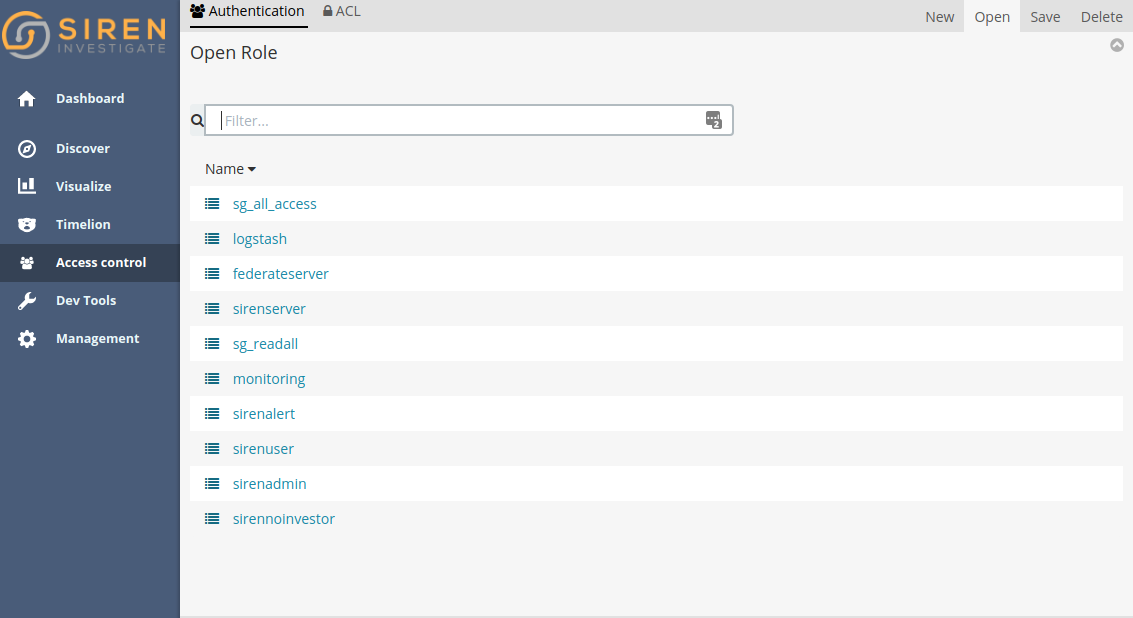 SIREN
INVESTIGATE
Dashboard
Discover
Visualize
Timelion
Access control
Dev Tools
Management
Authentication ACL
New Open Save Delete
Open Role
Filter...
2
Name
sg_all_access
logstash
federateserver
sirenserver
sg_readall
monitoring
sirenalert
sirenuser
sirenadmin
sirennoinvestor